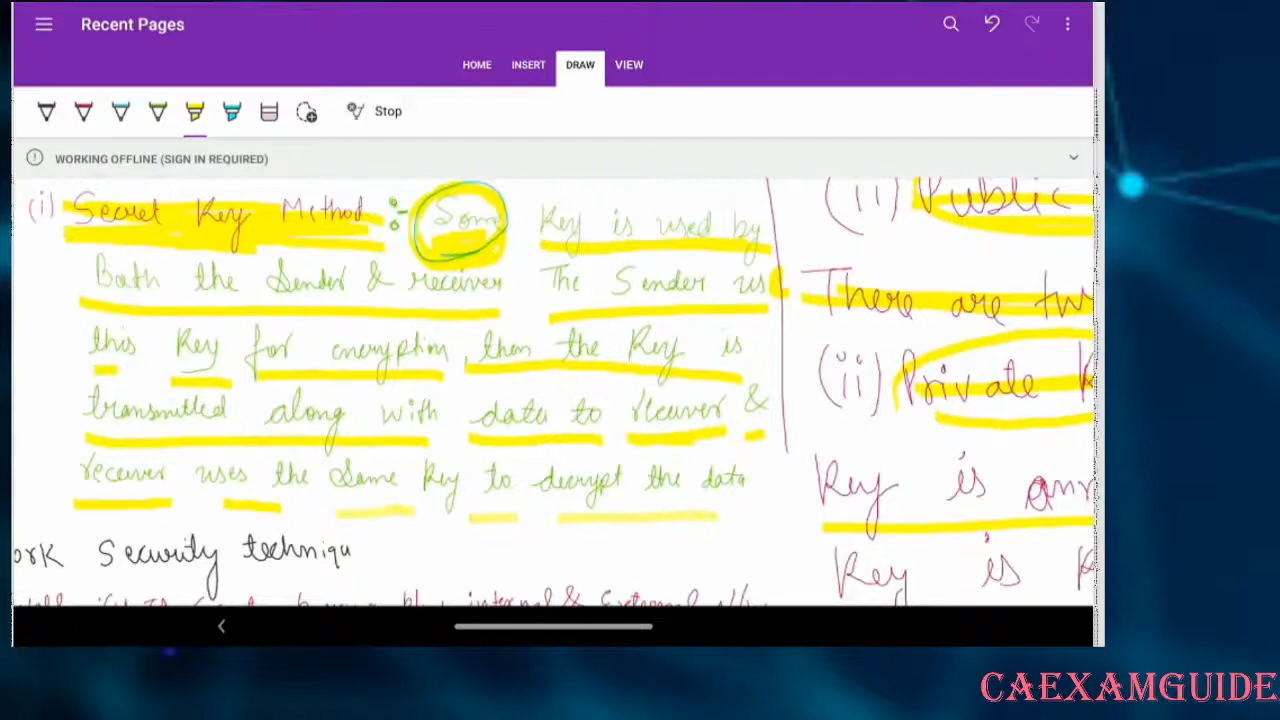 Recent Pages
HOME INSERT DRAW VIEW
Stop
WORKING OFFLINE (SIGN IN REQUIRED)
(i) Secret Key Method :- Same Key is used by
Both the Sender & receiver The Sender us
this Key for encryption then the Key is
transmitted along with data to receiver &
receiver uses the Same Key to decrypt the data
ork Security techniqu
internal & External
(ii) Public
There are tw
(ii) Private K
Key is
Key is K
CAEXAMGUIDE